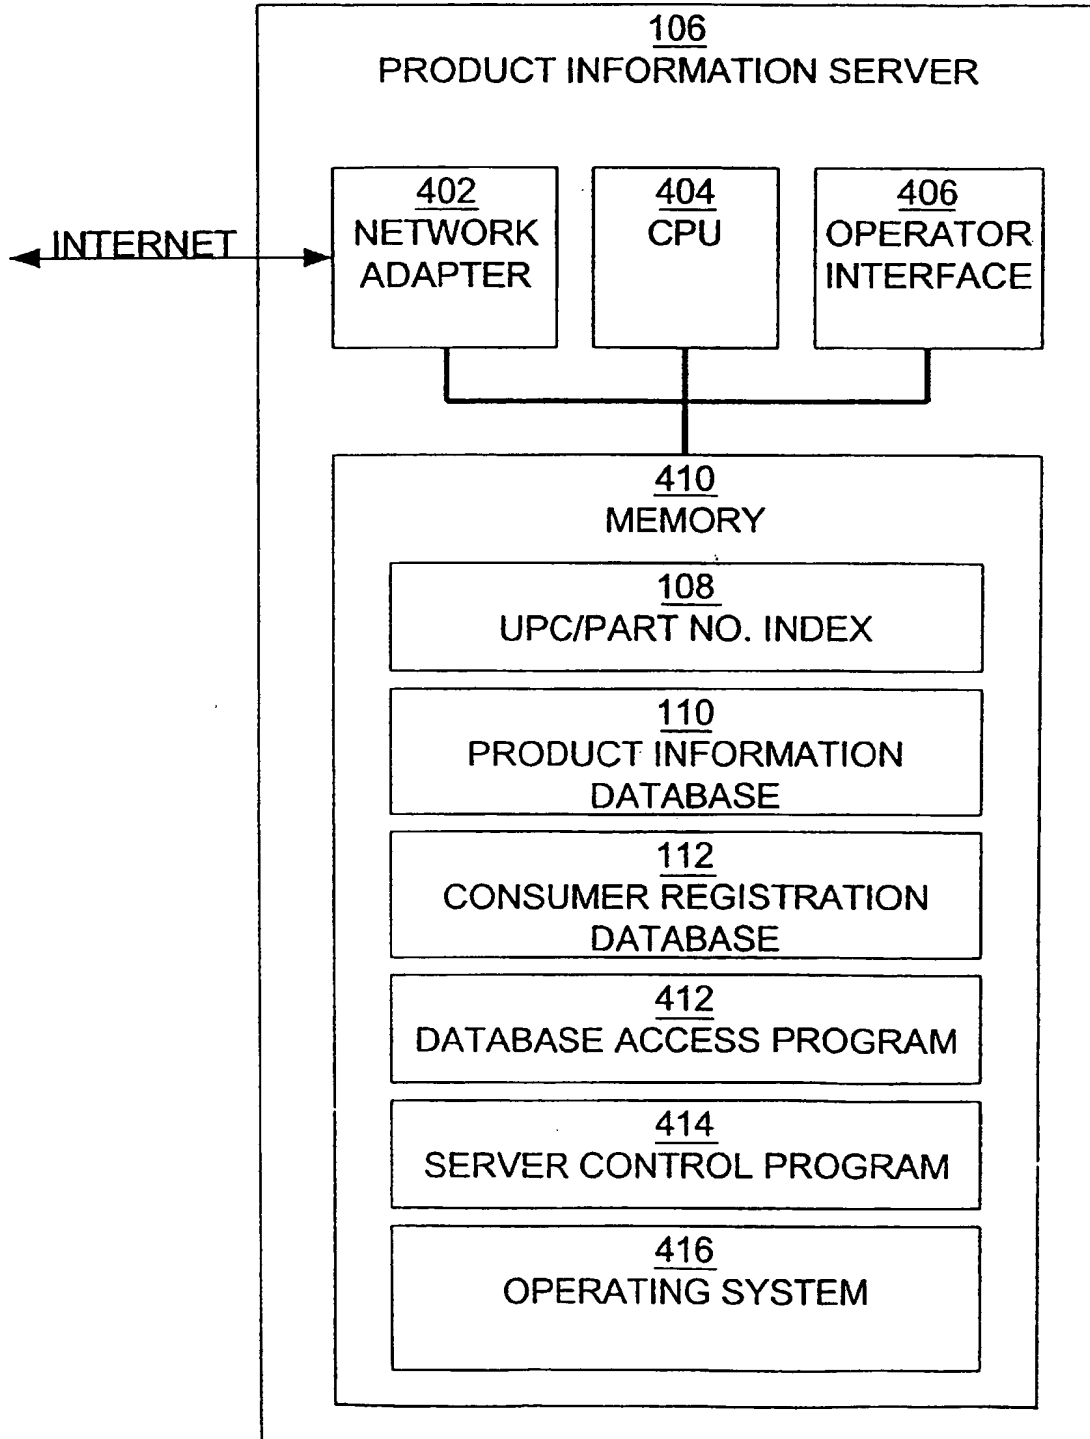 106
PRODUCT INFORMATION SERVER
INTERNET
402
NETWORK
ADAPTER
404
CPU
406
OPERATOR
INTERFACE
410
MEMORY
108
UPC/PART NO. INDEX
110
PRODUCT INFORMATION
DATABASE
112
CONSUMER REGISTRATION
DATABASE
412
DATABASE ACCESS PROGRAM
414
SERVER CONTROL PROGRAM
416
OPERATING SYSTEM